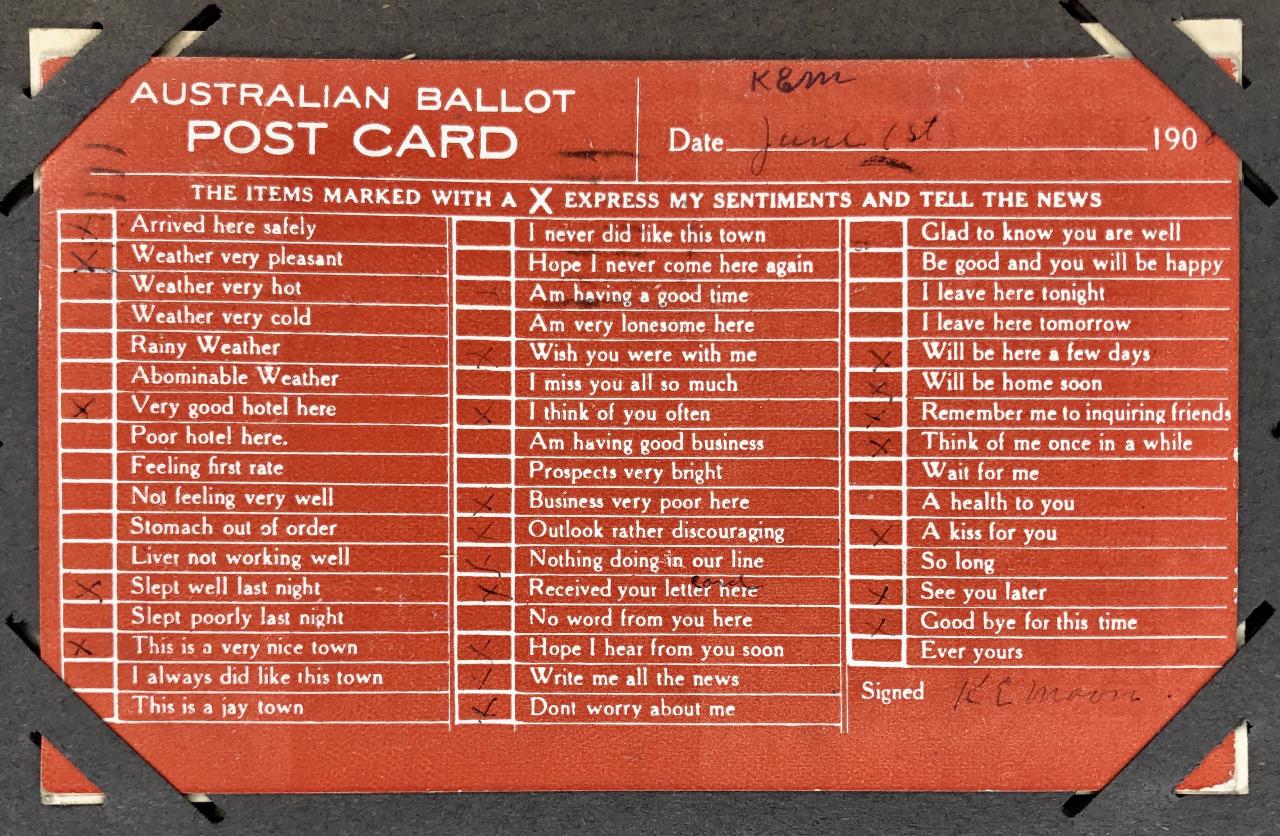 KEM
AUSTRALIAN BALLOT
POST CARD
Date June 1st 190
THE ITEMS MARKED WITH A X EXPRESS MY SENTIMENTS AND TELL THE NEWS
X Arrived here safely
X Weather very pleasant
Weather very hot
Weather very cold
Rainy Weather
Abominable Weather
X Very good hotel here
Poor hotel here.
Feeling first rate
Not feeling very well
Stomach out of order
Liver not working well
X Slept well last night
Slept poorly last night
X This is a very nice town
I always did like this town
This is a jay town
I never did like this town
Hope I never come here again
Am having a good time
Am very lonesome here
X Wish you were with me
I miss you all so much
X I think of you often
Am having good business
Prospects very bright
X Business very poor here
X Outlook rather discouraging
X Nothing doing in our line
card
X Received your letter here
No word from you here
X Hope I hear from you soon
X Write me all the news
X Dont worry about me
Glad to know you are well
Be good and you will be happy
I leave here tonight
I leave here tomorrow
X Will be here a few days
X Will be home soon
X Remember me to inquiring friends
X Think of me once in a while
Wait for me
A health to you
X A kiss for you
So long
X See you later
X Good bye for this time
Ever yours
Signed K E